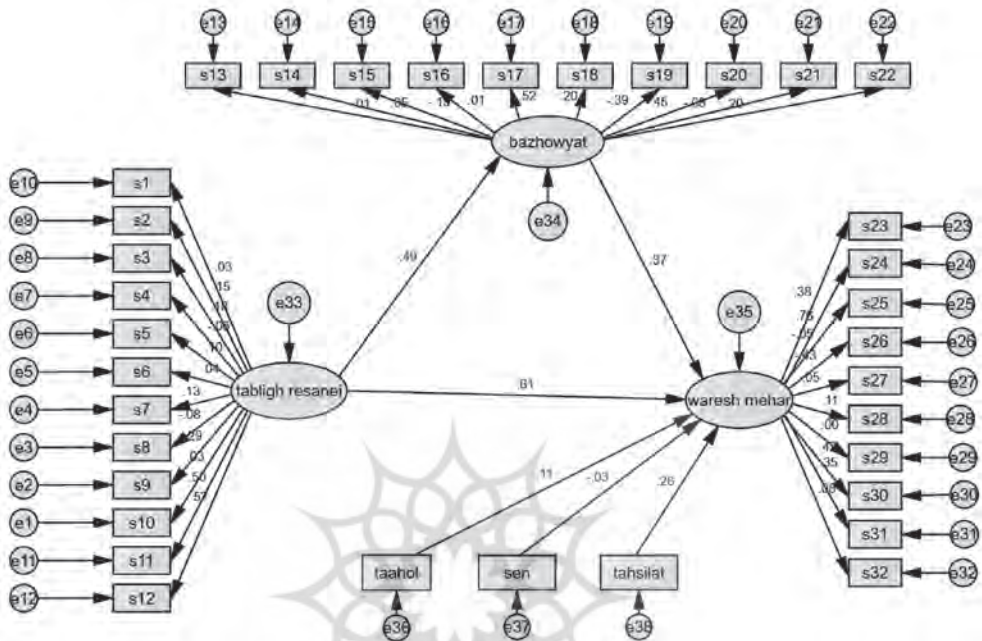 e13 e14 e15 e16 e17 e18 e19 e20 e21 e22
s13 s14 s15 s16 s17 s18 s19 s20 s21 s22
.01 .01 .52 .20 -.39 .45 .20
bazhowyat
e34
e10 s1
e9 s2
e8 s3
e7 s4
e6 s5
e5 s6
e4 s7
e3 s8
e2 s9
e1 s10
e11 s11
e12 s12
.03
.15
.10
.04
.13
-.08
.29
.03
.50
.57
e33
tabligh resanei
.49
.37
.61
e35
waresh mehar
s23 e23
s24 e24
s25 e25
s26 e26
s27 e27
s28 e28
s29 e29
s30 e30
s31 e31
s32 e32
.38
.75
-.05
.05
.11
.00
.35
.11
-.03
.26
taahol sen tahsilat
e36 e37 e38